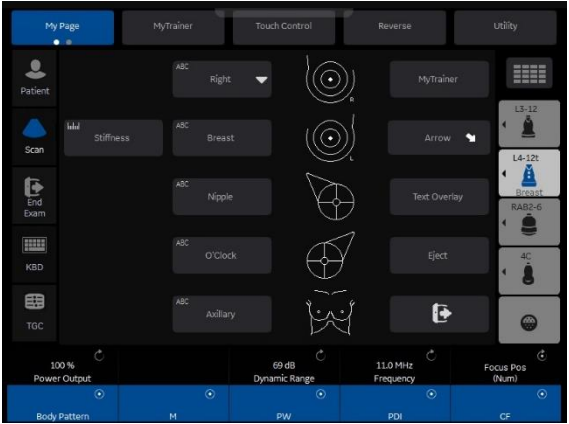 My Page
MyTrainer
Touch Control
Reverse
Utility
Patient
Scan
End
Exam
KBD
TGC
Stiffness
ABC
Right
ABC
Breast
ABC
Nipple
ABC
O'Clock
ABC
Axillary
R
L
MyTrainer
Arrow
Text Overlay
Eject
L3-12
L4-12t
Breast
RAB2-6
4C
100 %
Power Output
69 dB
Dynamic Range
11.0 MHz
Frequency
Focus Pos
(Num)
Body Pattern
M
PW
PDI
CF